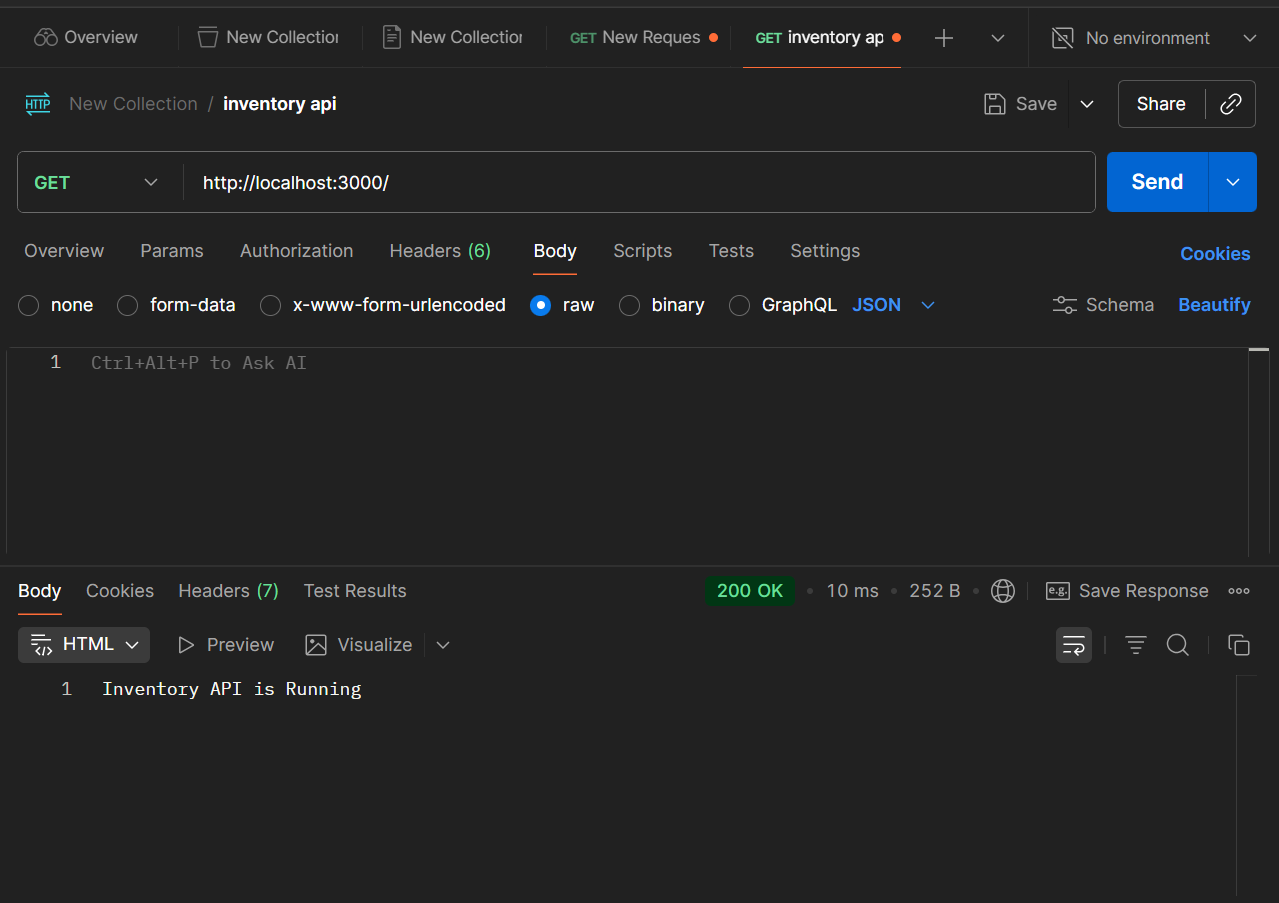 Overview New Collection New Collection GET New Reques GET inventory ap No environment
HTTP New Collection / inventory api Save Share
GET http://localhost:3000/ Send
Overview Params Authorization Headers (6) Body Scripts Tests Settings Cookies
none form-data x-www-form-urlencoded raw binary GraphQL JSON Schema Beautify
1 Ctrl+Alt+P to Ask AI
Body Cookies Headers (7) Test Results 200 OK • 10 ms • 252 B • e.g. Save Response
HTML Preview Visualize
1 Inventory API is Running